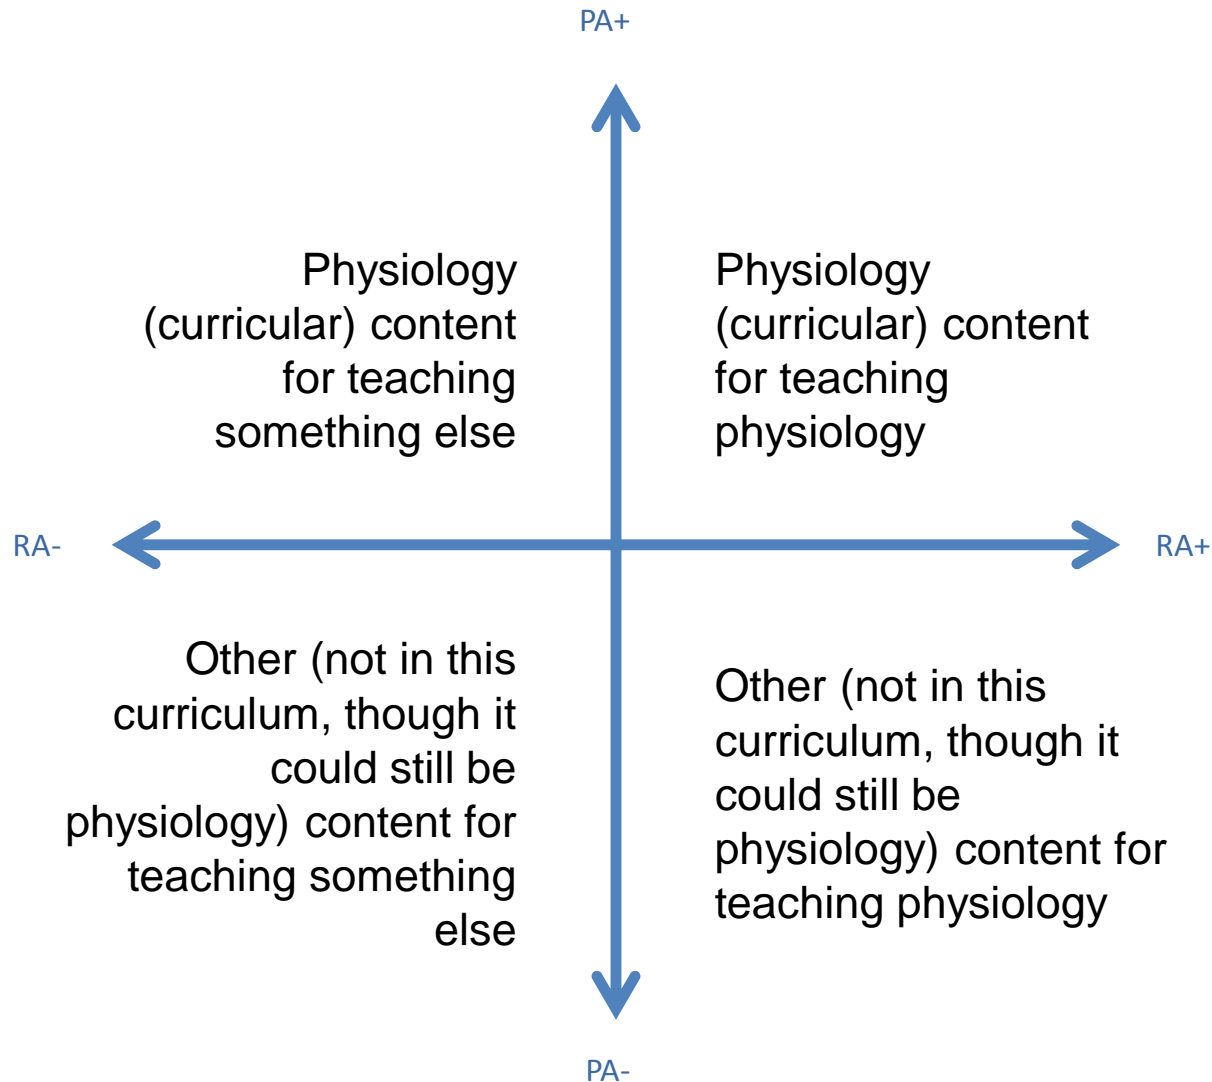 PA+
Physiology
(curricular) content
for teaching
something else
Physiology
(curricular) content
for teaching
physiology
RA-
RA+
Other (not in this
curriculum, though it
could still be
physiology) content for
teaching something
else
Other (not in this
curriculum, though it
could still be
physiology) content for
teaching physiology
PA-